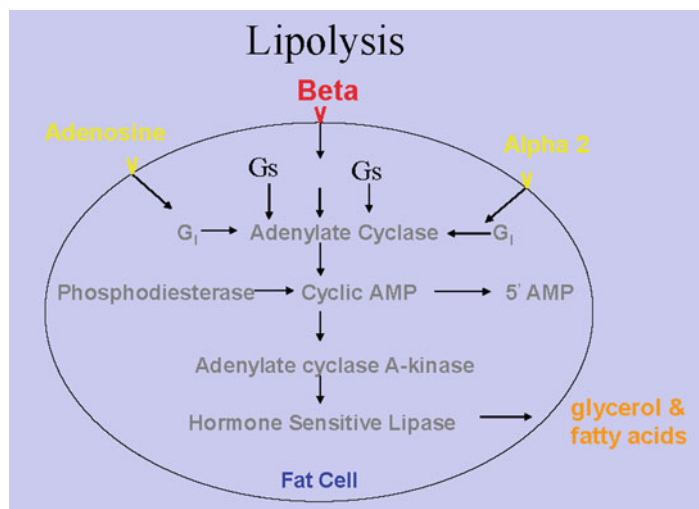 Lipolysis
Beta
Adenosine
Alpha 2
Gs
Gs
GI
Adenylate Cyclase
GI
Phosphodiesterase
Cyclic AMP
5' AMP
Adenylate cyclase A-kinase
Hormone Sensitive Lipase
glycerol &
fatty acids
Fat Cell